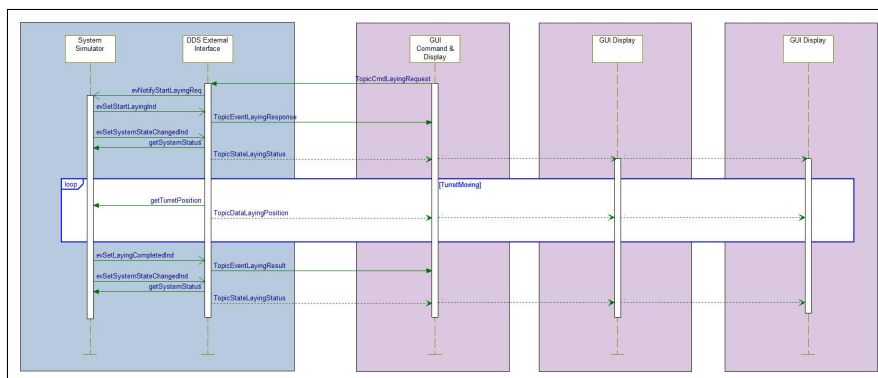 System
Simulator
DDS External
Interface
GUI
Command &
Display
GUI Display
GUI Display
TopicCmdLayingRequest
evNotifyStartLayingReq
evSetStartLayingInd
TopicEventLayingResponse
evSetSystemStateChangedInd
getSystemStatus
TopicStateLayingStatus
loop
[TurretMoving]
getTurretPosition
TopicDataLayingPosition
evSetLayingCompletedInd
TopicEventLayingResult
evSetSystemStateChangedInd
getSystemStatus
TopicStateLayingStatus